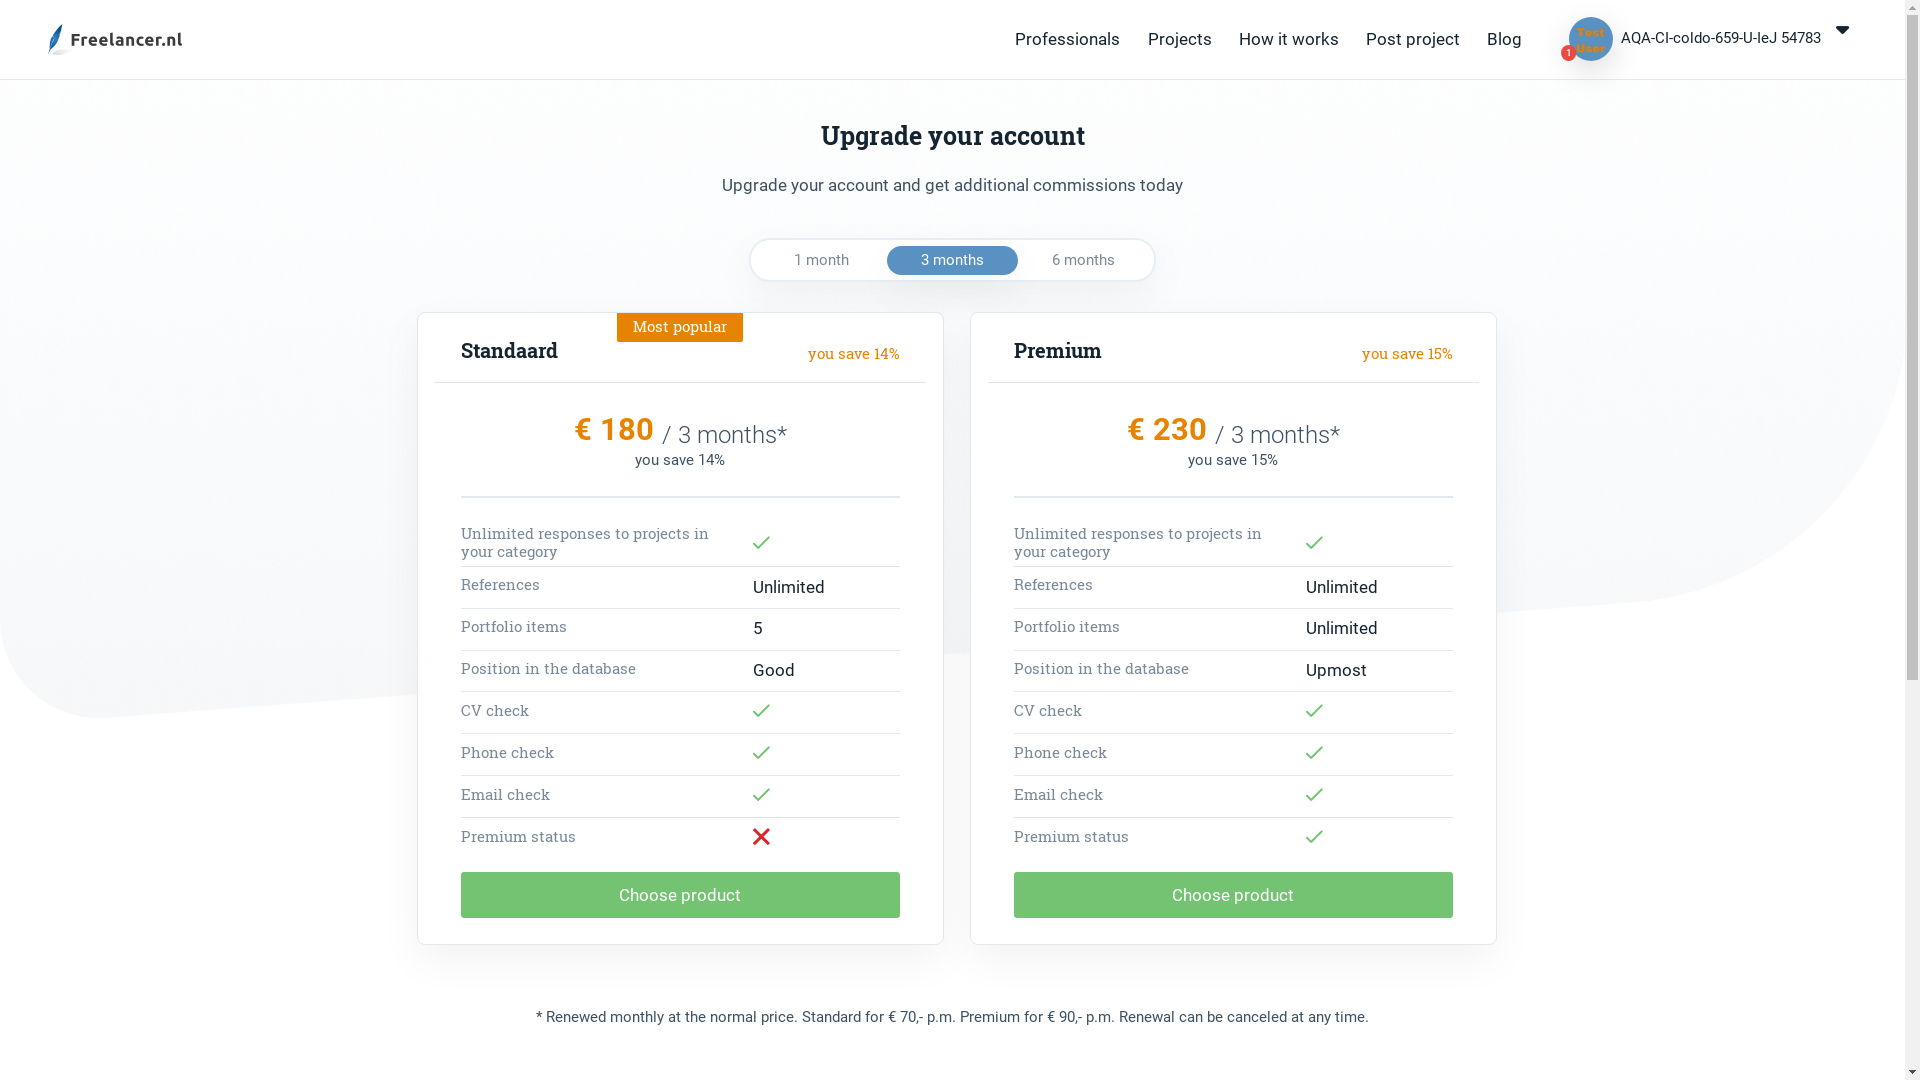 Freelancer.nl
Professionals Projects How it works Post project Blog
Test
User
1
AQA-CI-coldo-659-U-IeJ 54783
Upgrade your account
Upgrade your account and get additional commissions today
1 month 3 months 6 months
Most popular
Standaard you save 14%
€ 180 / 3 months*
you save 14%
Unlimited responses to projects in
your category
References Unlimited
Portfolio items 5
Position in the database Good
CV check
Phone check
Email check
Premium status
Choose product
Premium you save 15%
€ 230 / 3 months*
you save 15%
Unlimited responses to projects in
your category
References Unlimited
Portfolio items Unlimited
Position in the database Upmost
CV check
Phone check
Email check
Premium status
Choose product
* Renewed monthly at the normal price. Standard for € 70,- p.m. Premium for € 90,- p.m. Renewal can be canceled at any time.